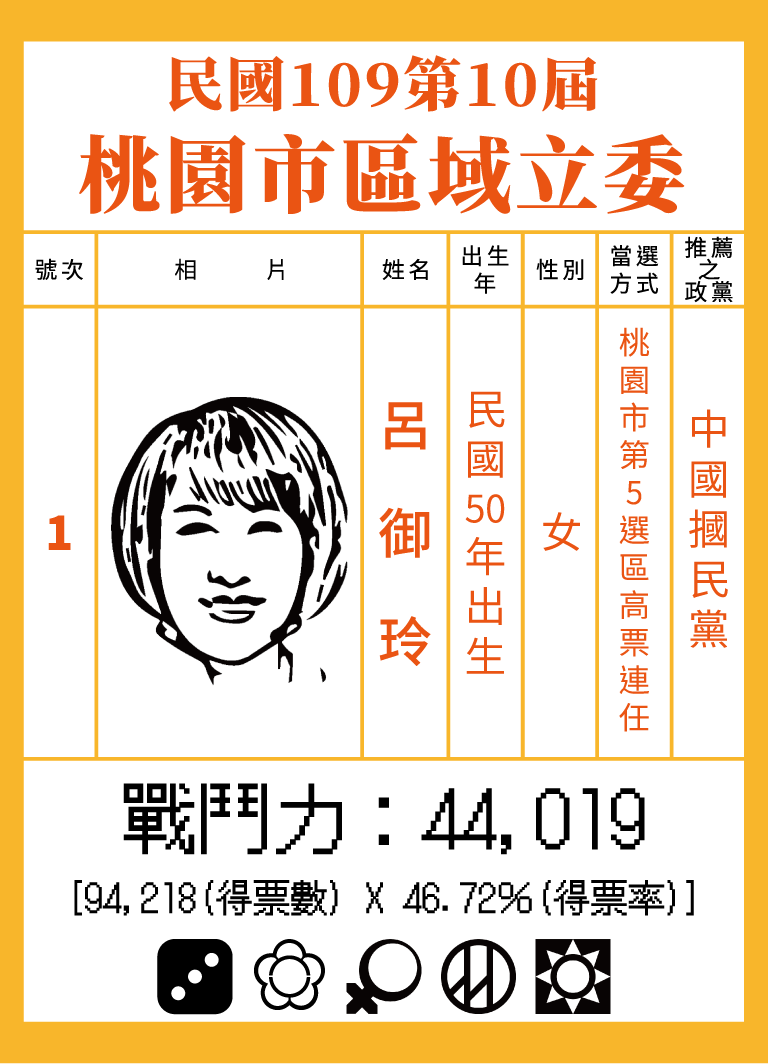 民國109第10屆
桃園市區域立委
號次
相 片
姓名
出生
年
性別
當選
方式
推薦
之
政黨
1
呂御玲
民國50年出生
女
桃園市第5選區高票連任
中國摑民黨
戰鬥力：44,019
[94,218(得票數) X 46.72%(得票率)]